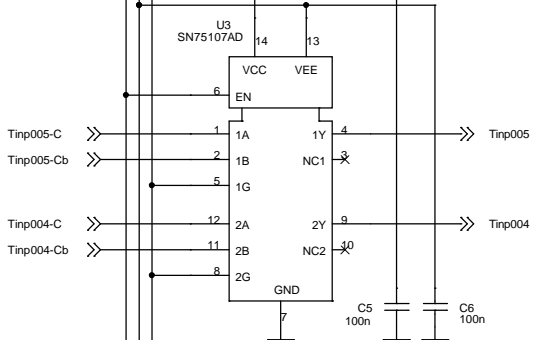 U3
SN75107AD
14
13
VCC
VEE
6
EN
Tinp005-C
1
1A
1Y
4
Tinp005
Tinp005-Cb
2
1B
NC1
3
5
1G
Tinp004-C
12
2A
2Y
9
Tinp004
Tinp004-Cb
11
2B
NC2
10
8
2G
GND
7
C5
100n
C6
100n